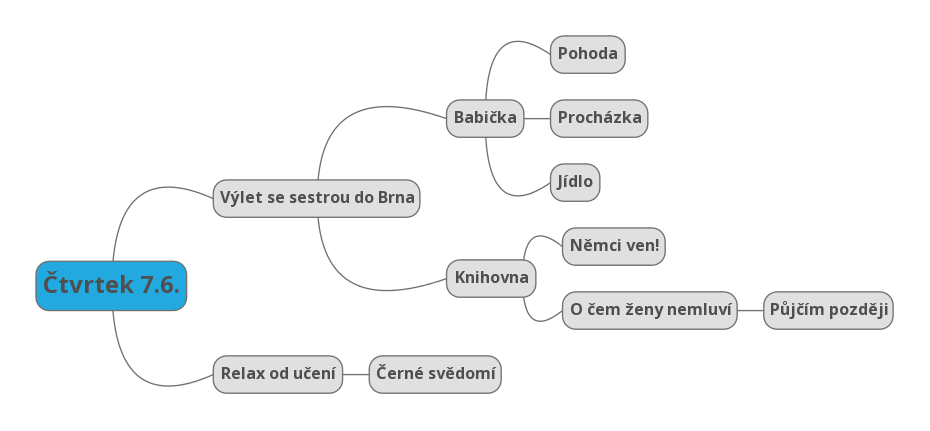 Pohoda
Babička
Procházka
Jídlo
Výlet se sestrou do Brna
Němci ven!
Knihovna
O čem ženy nemluví
Půjčím později
Čtvrtek 7.6.
Relax od učení
Černé svědomí